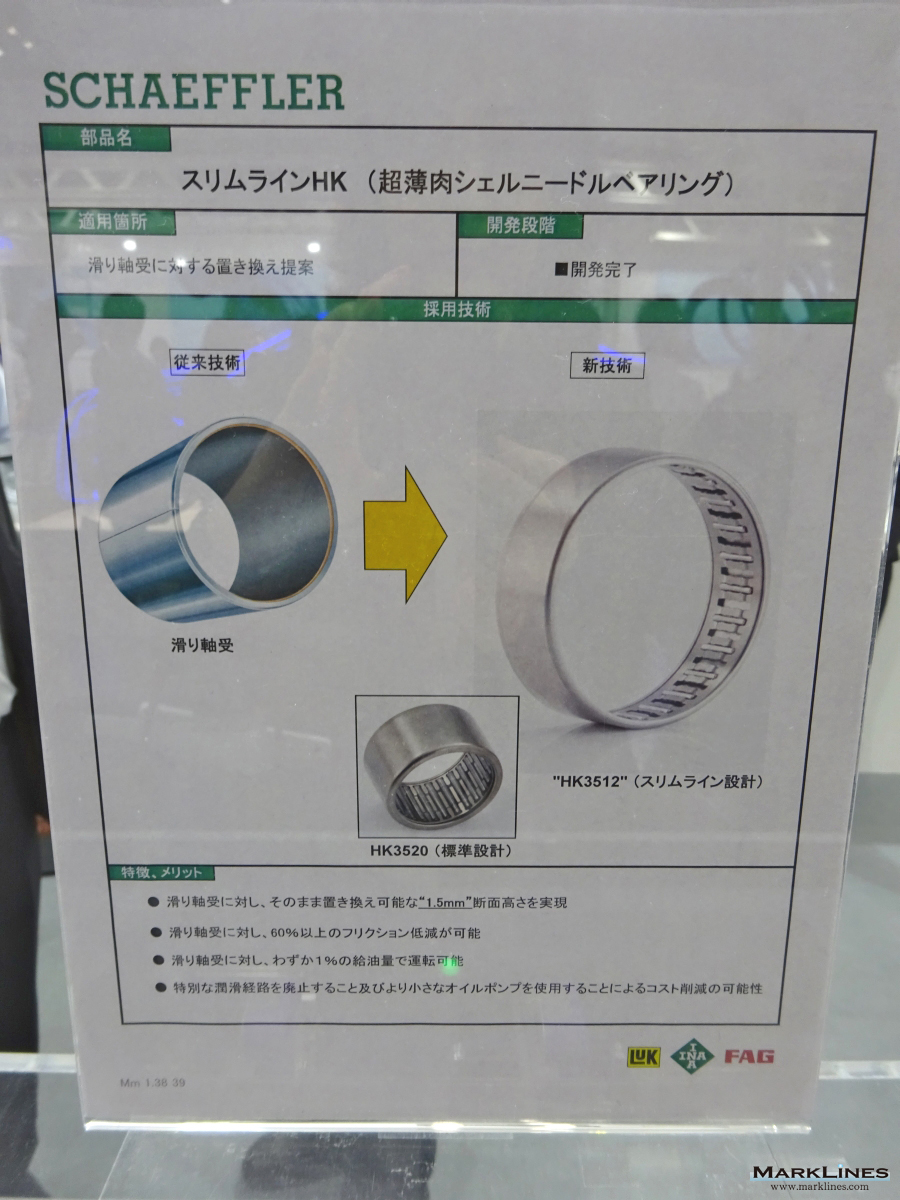 SCHAEFFLER
部品名
スリムラインHK （超薄肉シェルニードルベアリング）
適用箇所
滑り軸受に対する置き換え提案
開発段階
■開発完了
採用技術
従来技術
新技術
滑り軸受
"HK3512"（スリムライン設計）
HK3520（標準設計）
特徴、メリット
● 滑り軸受に対し、そのまま置き換え可能な“1.5mm”断面高さを実現
● 滑り軸受に対し、60%以上のフリクション低減が可能
● 滑り軸受に対し、わずか1%の給油量で運転可能
● 特別な潤滑経路を廃止すること及びより小さなオイルポンプを使用することによるコスト削減の可能性
LUK INA FAG
Mm 1.38 39
MARKLINES
www.marklines.com